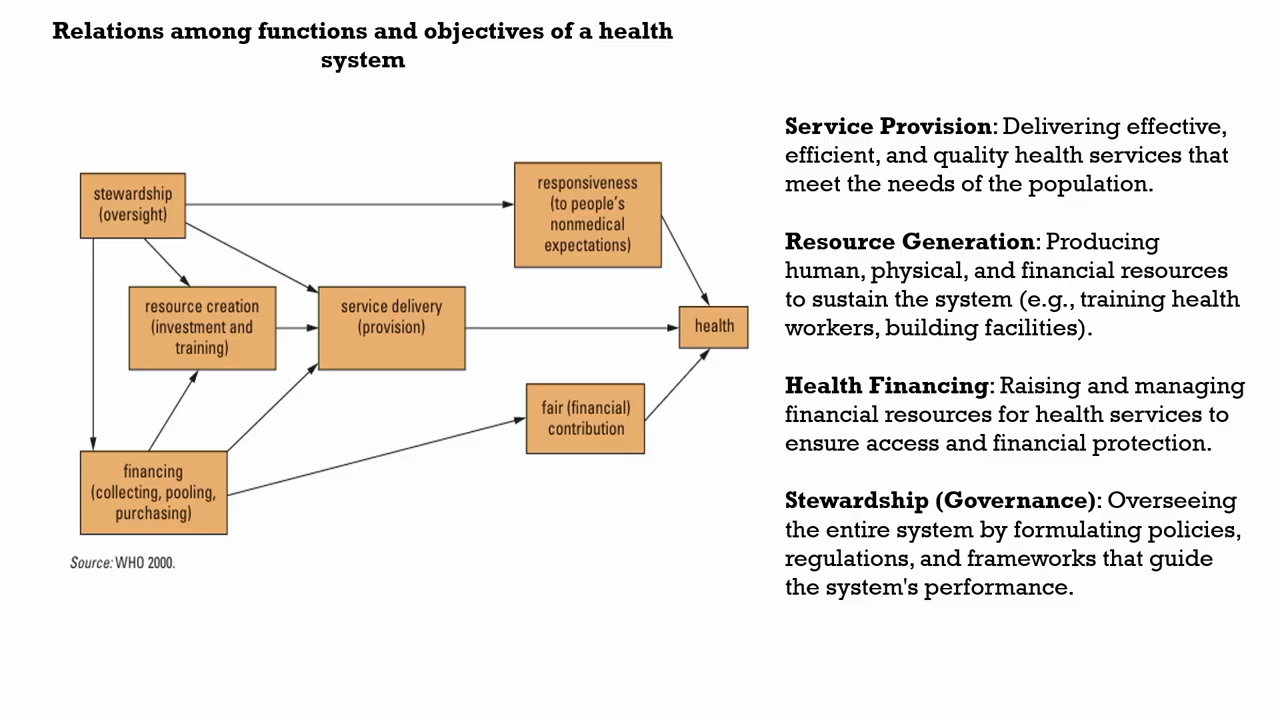 Relations among functions and objectives of a health
system
stewardship
(oversight)
responsiveness
(to people's
nonmedical
expectations)
resource creation
(investment and
training)
service delivery
(provision)
health
fair (financial)
contribution
financing
(collecting, pooling,
purchasing)
Source: WHO 2000.
Service Provision: Delivering effective,
efficient, and quality health services that
meet the needs of the population.
Resource Generation: Producing
human, physical, and financial resources
to sustain the system (e.g., training health
workers, building facilities).
Health Financing: Raising and managing
financial resources for health services to
ensure access and financial protection.
Stewardship (Governance): Overseeing
the entire system by formulating policies,
regulations, and frameworks that guide
the system's performance.